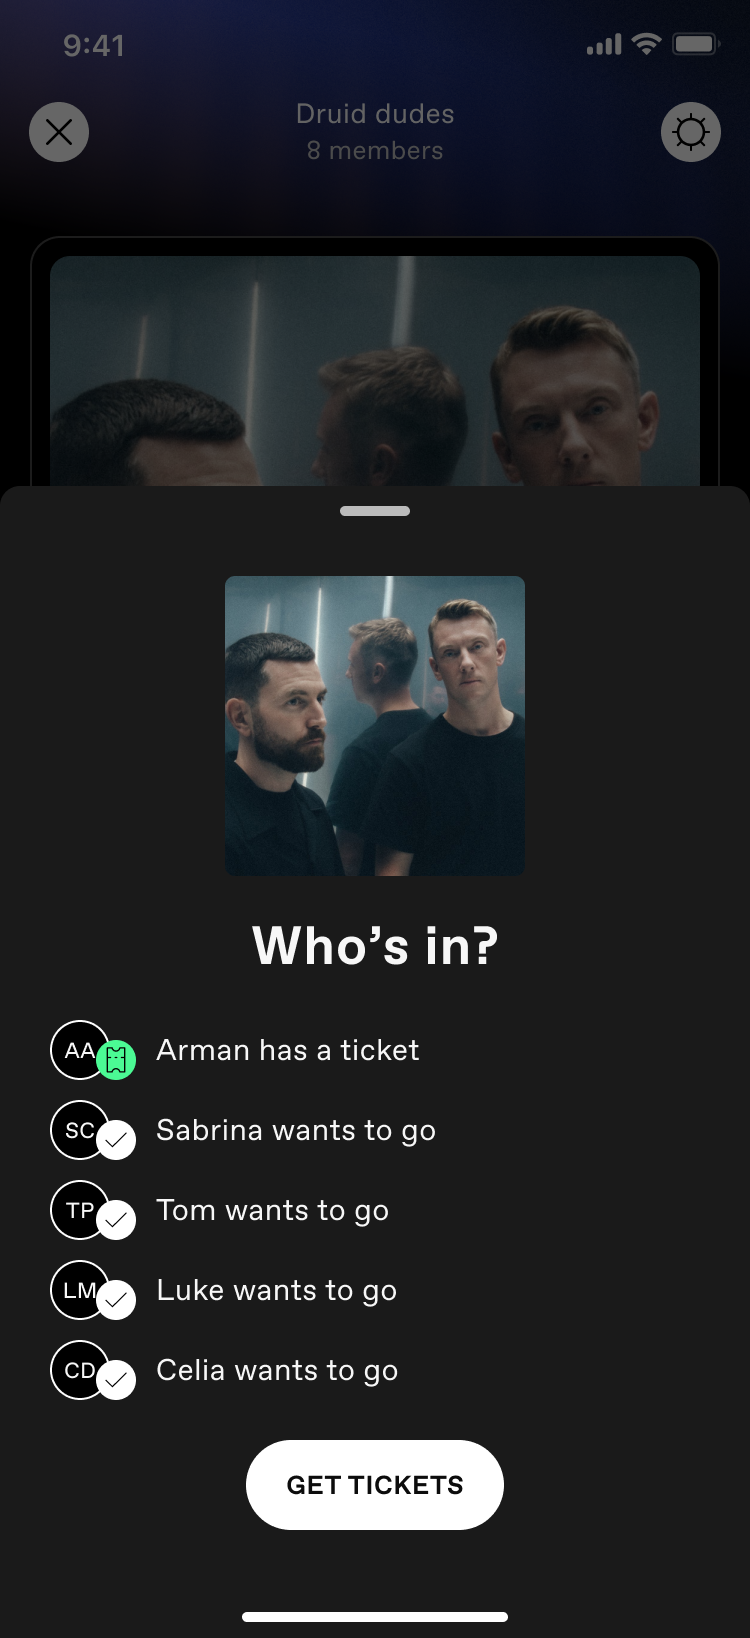 9:41
Druid dudes
8 members
Who’s in?
AA Arman has a ticket
SC Sabrina wants to go
TP Tom wants to go
LM Luke wants to go
CD Celia wants to go
GET TICKETS